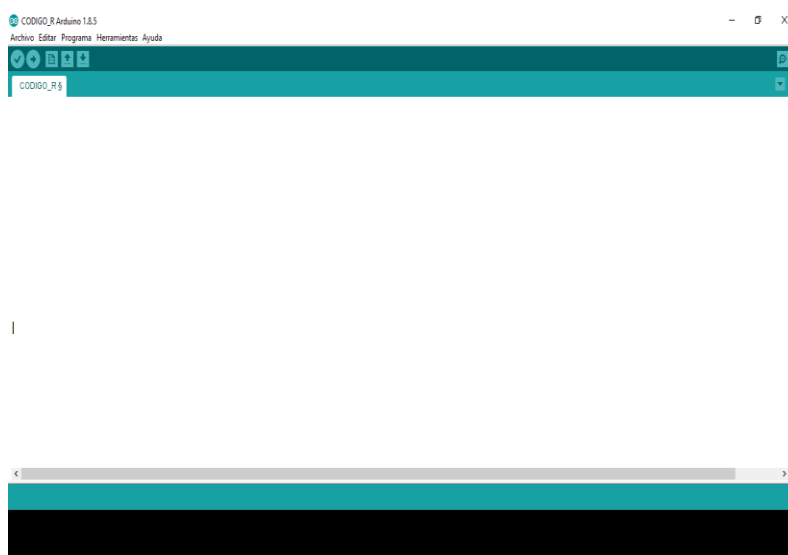 CODIGO_R Arduino 1.8.5
Archivo Editar Programa Herramientas Ayuda
CODIGO_R §